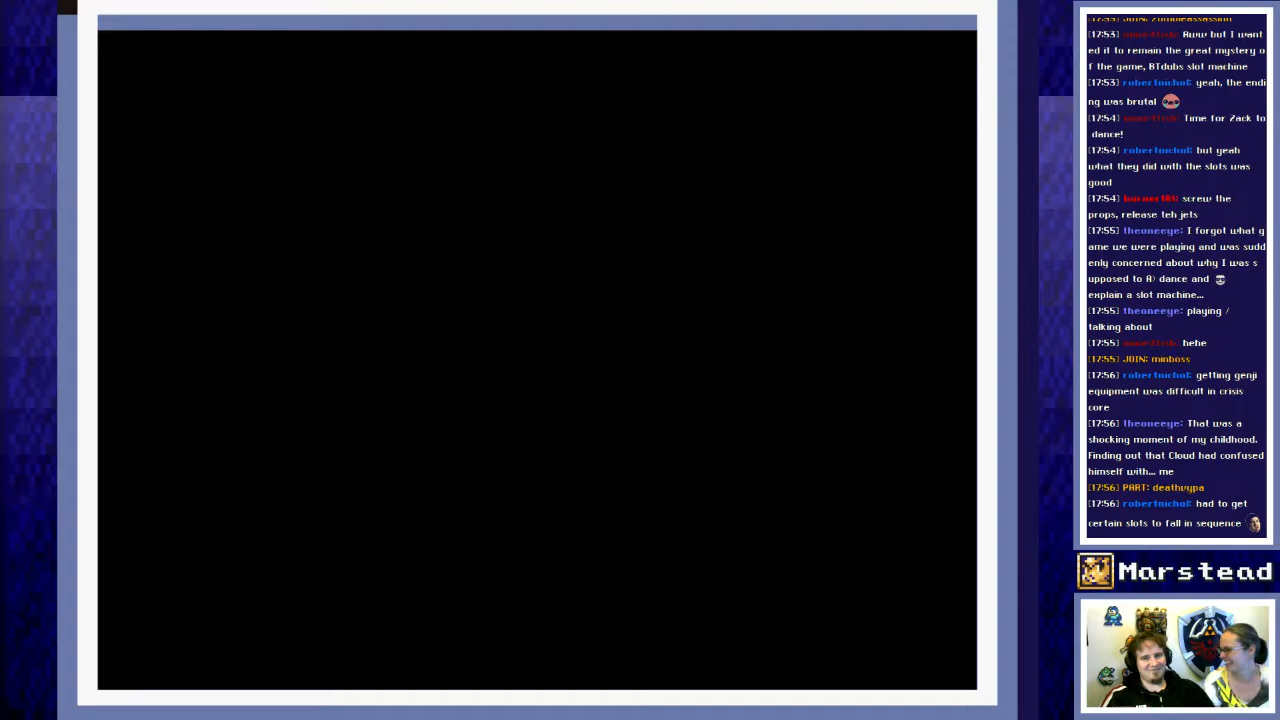 [17:53] Aww but I want
ed it to remain the great mystery o
f the game, BTdubs slot machine
[17:53] robertnichol: yeah, the endi
ng was brutal
[17:54] Time for Zack to
dance!
[17:54] robertnichol: but yeah
what they did with the slots was
good
[17:54] screw the
props, release teh jets
[17:55] theoneeye: I forgot what g
ame we were playing and was sudd
enly concerned about why I was s
upposed to A) dance and
explain a slot machine...
[17:55] theoneeye: playing /
talking about
[17:55] hehe
[17:55] JOIN: minboss
[17:56] robertnichol: getting genji
equipment was difficult in crisis
core
[17:56] theoneeye: That was a
shocking moment of my childhood.
Finding out that Cloud had confused
himself with... me
[17:56] PART: deathvypa
[17:56] robertnichol: had to get
certain slots to fall in sequence
Marstead